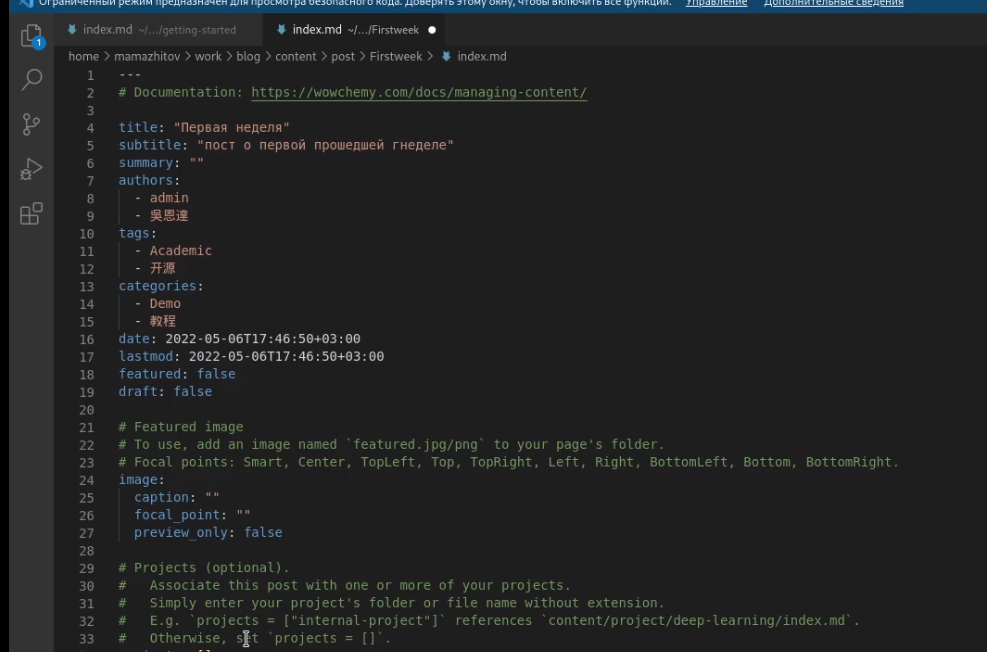 Ограниченный режим предназначен для просмотра безопасного кода. Доверять этому окну, чтобы включить все функции. Управление Дополнительные сведения
index.md ~/.../getting-started index.md ~/.../Firstweek
home > mamazhitov > work > blog > content > post > Firstweek > index.md
1 ---
2 # Documentation: https://wowchemy.com/docs/managing-content/
3
4 title: "Первая неделя"
5 subtitle: "пост о первой прошедшей гнеделе"
6 summary: ""
7 authors:
8 - admin
9 - 吳恩達
10 tags:
11 - Academic
12 - 开源
13 categories:
14 - Demo
15 - 教程
16 date: 2022-05-06T17:46:50+03:00
17 lastmod: 2022-05-06T17:46:50+03:00
18 featured: false
19 draft: false
20
21 # Featured image
22 # To use, add an image named `featured.jpg/png` to your page's folder.
23 # Focal points: Smart, Center, TopLeft, Top, TopRight, Left, Right, BottomLeft, Bottom, BottomRight.
24 image:
25 caption: ""
26 focal_point: ""
27 preview_only: false
28
29 # Projects (optional).
30 # Associate this post with one or more of your projects.
31 # Simply enter your project's folder or file name without extension.
32 # E.g. `projects = ["internal-project"]` references `content/project/deep-learning/index.md`.
33 # Otherwise, set `projects = []`.
1